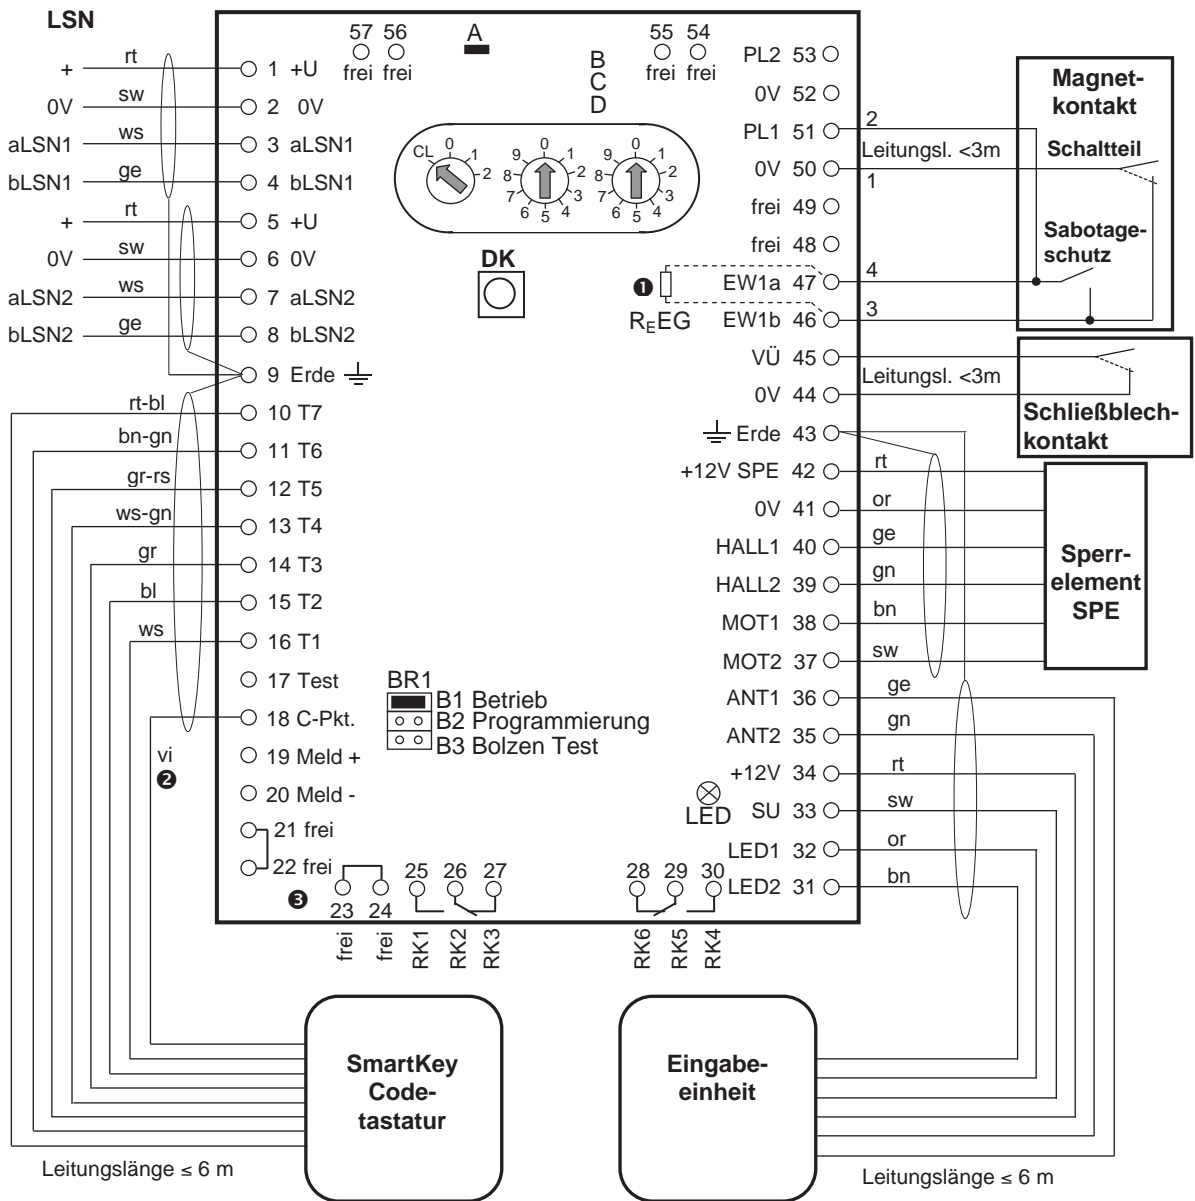 LSN
57 56
frei frei
A
B
C
D
55 54
frei frei
+ rt 1 +U
0V sw 2 0V
aLSN1 ws 3 aLSN1
bLSN1 ge 4 bLSN1
+ rt 5 +U
0V sw 6 0V
aLSN2 ws 7 aLSN2
bLSN2 ge 8 bLSN2
9 Erde
rt-bl 10 T7
bn-gn 11 T6
gr-rs 12 T5
ws-gn 13 T4
gr 14 T3
bl 15 T2
ws 16 T1
17 Test
18 C-Pkt.
vi
❷
19 Meld +
20 Meld -
21 frei
22 frei
CL 0 1 2
0 1 2 3 4 5 6 7 8 9
0 1 2 3 4 5 6 7 8 9
DK
❶
REEG
BR1
B1 Betrieb
B2 Programmierung
B3 Bolzen Test
LED
❸
23 24
frei frei
25 26 27
RK1 RK2 RK3
28 29 30
RK6 RK5 RK4
PL2 53
0V 52
PL1 51 2
Leitungsl. <3m
0V 50 1
frei 49
frei 48
EW1a 47 4
EW1b 46 3
VÜ 45
Leitungsl. <3m
0V 44
Erde 43
+12V SPE 42 rt
0V 41 or
HALL1 40 ge
HALL2 39 gn
MOT1 38 bn
MOT2 37 sw
ANT1 36 ge
ANT2 35 gn
+12V 34 rt
SU 33 sw
LED1 32 or
LED2 31 bn
Magnet-
kontakt
Schaltteil
Sabotage-
schutz
Schließblech-
kontakt
Sperr-
element
SPE
SmartKey
Code-
tastatur
Eingabe-
einheit
Leitungslänge ≤ 6 m
Leitungslänge ≤ 6 m